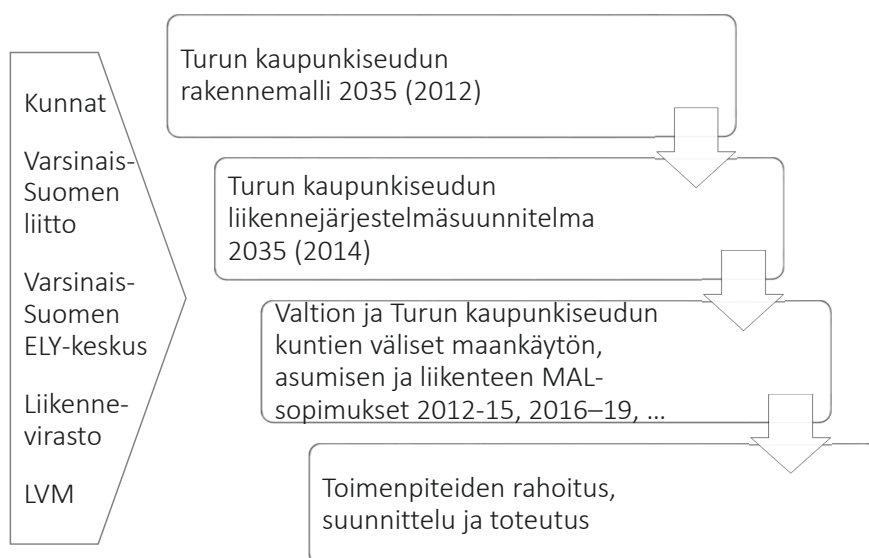 Kunnat
Varsinais-
Suomen
liitto
Varsinais-
Suomen
ELY-keskus
Liikenne-
virasto
LVM
Turun kaupunkiseudun
rakennemalli 2035 (2012)
Turun kaupunkiseudun
liikennejärjestelmäsuunnitelma
2035 (2014)
Valtion ja Turun kaupunkiseudun
kuntien väliset maankäytön,
asumisen ja liikenteen MAL-
sopimukset 2012-15, 2016–19, ...
Toimenpiteiden rahoitus,
suunnittelu ja toteutus